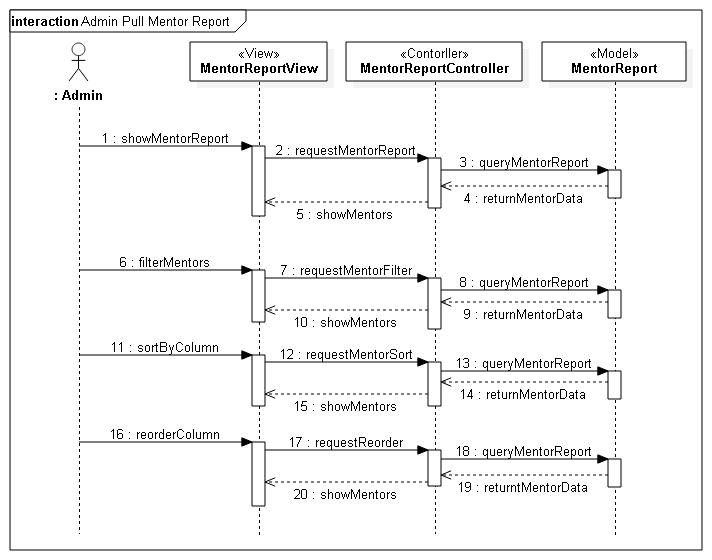 interaction Admin Pull Mentor Report
«View»
MentorReportView
«Contorller»
MentorReportController
«Model»
MentorReport
: Admin
1 : showMentorReport
2 : requestMentorReport
3 : queryMentorReport
4 : returnMentorData
5 : showMentors
6 : filterMentors
7 : requestMentorFilter
8 : queryMentorReport
9 : returnMentorData
10 : showMentors
11 : sortByColumn
12 : requestMentorSort
13 : queryMentorReport
14 : returnMentorData
15 : showMentors
16 : reorderColumn
17 : requestReorder
18 : queryMentorReport
19 : returntMentorData
20 : showMentors